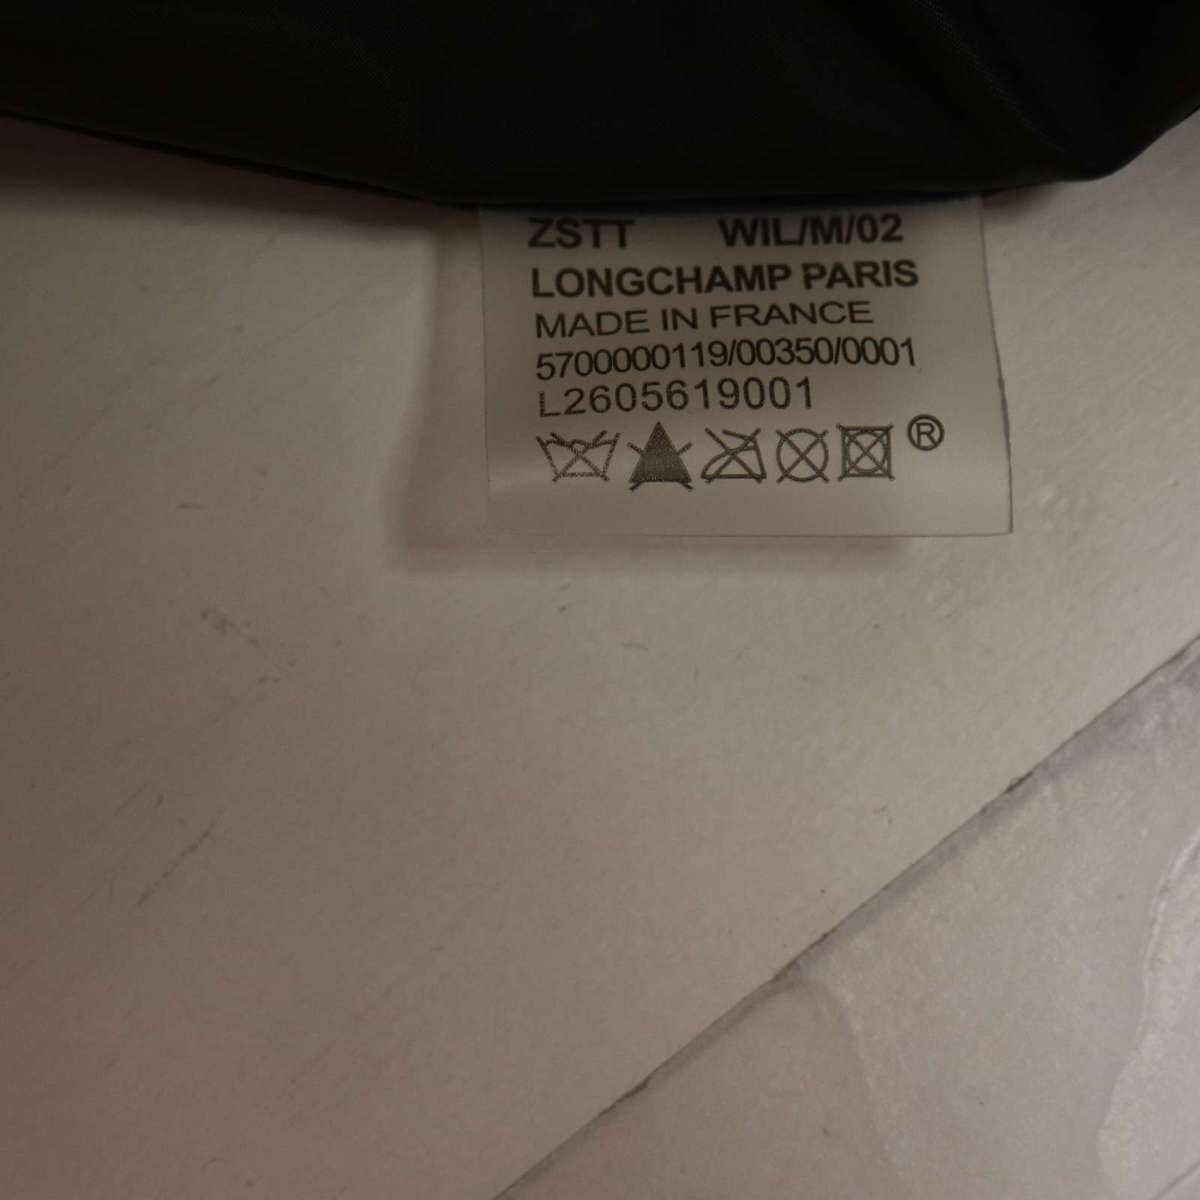 ZSTT WIL/M/02
LONGCHAMP PARIS
MADE IN FRANCE
5700000119/00350/0001
L2605619001
®